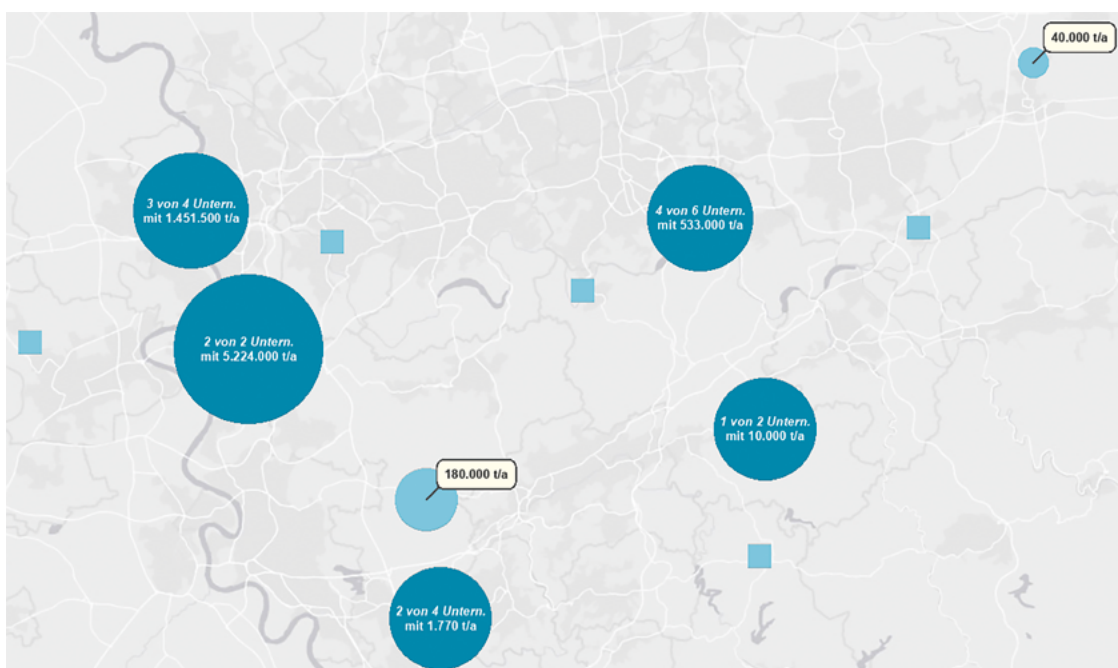 40.000 t/a
3 von 4 Untern.
mit 1.451.500 t/a
4 von 6 Untern.
mit 533.000 t/a
2 von 2 Untern.
mit 5.224.000 t/a
1 von 2 Untern.
mit 10.000 t/a
180.000 t/a
2 von 4 Untern.
mit 1.770 t/a